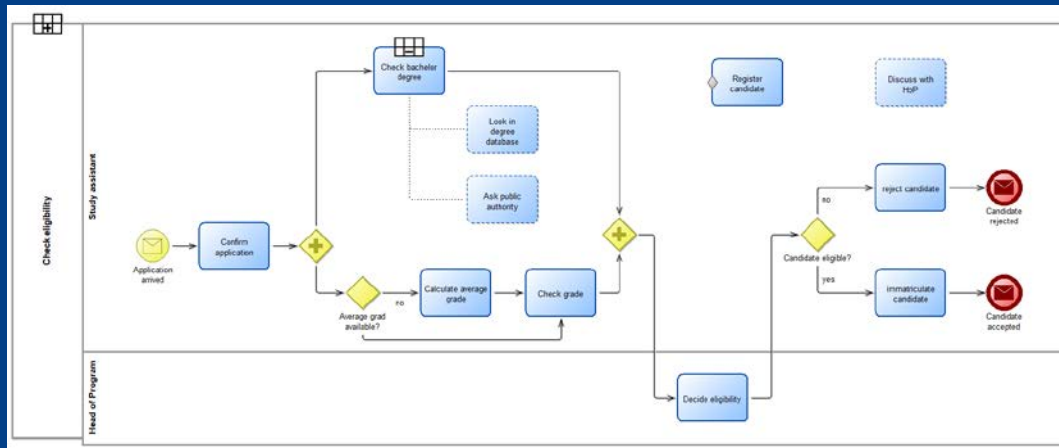 Check eligibility
Study assistant
Head of Program
Application
arrived
Confirm
application
Check bacheler
degree
Look in
degree
database
Ask public
authority
Average grad
available?
no
Calculate average
grade
Check grade
Decide eligibility
Register
candidate
Discuss with
HoP
Candidate eligible?
no
reject candidate
Candidate
rejected
yes
immatriculate
candidate
Candidate
accepted